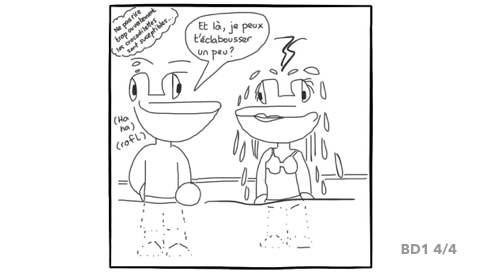 Ne pas rire
trop ouvertement
les crocodilettes
sont susceptibles...
Et là, je peux
t'éclabousser
un peu?
(Ha
ha)
(rofl)
BD1 4/4